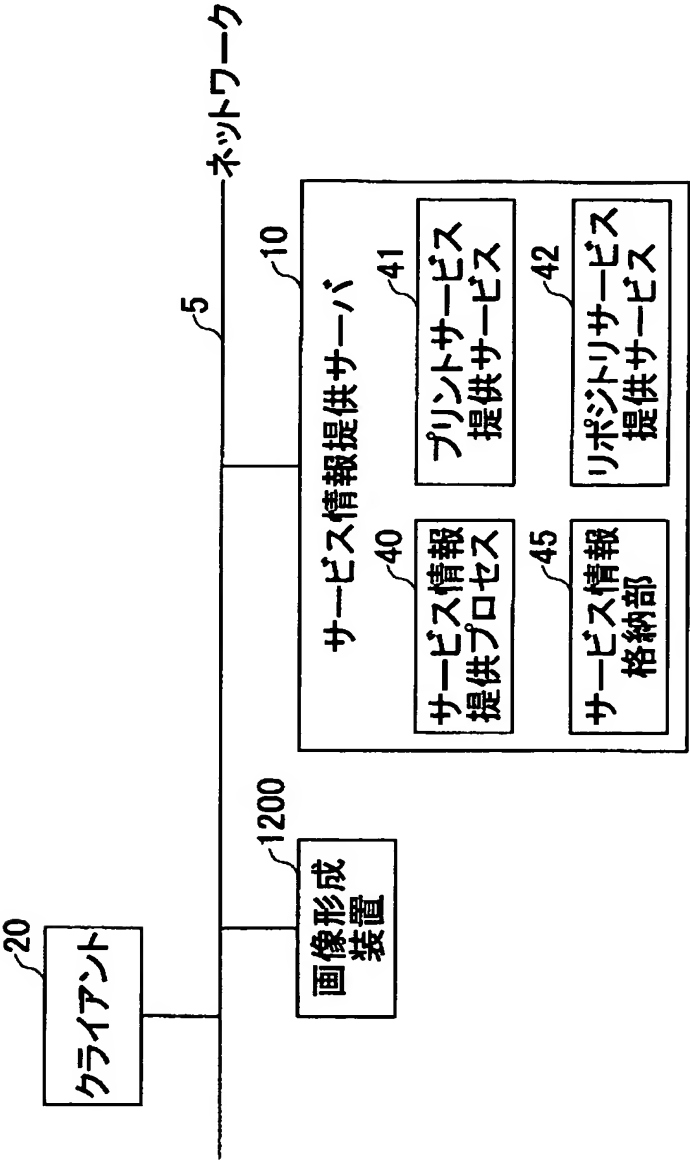 20
クライアント
5
ネットワーク
1200
画像形成
装置
10
サービス情報提供サーバ
40
サービス情報
提供プロセス
41
プリントサービス
提供サービス
45
サービス情報
格納部
42
リポジトリサービス
提供サービス